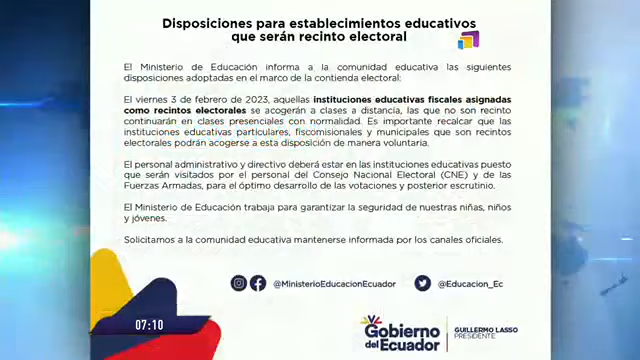 Disposiciones para establecimientos educativos
que serán recinto electoral
El Ministerio de Educación informa a la comunidad educativa las siguientes
disposiciones adoptadas en el marco de la contienda electoral:
El viernes 3 de febrero de 2023, aquellas instituciones educativas fiscales asignadas
como recintos electorales se acogerán a clases a distancia, las que no son recinto
continuarán en clases presenciales con normalidad. Es importante recalcar que las
instituciones educativas particulares, fiscomisionales y municipales que son recintos
electorales podrán acogerse a esta disposición de manera voluntaria.
El personal administrativo y directivo deberá estar en las instituciones educativas puesto
que serán visitados por el personal del Consejo Nacional Electoral (CNE) y de las
Fuerzas Armadas, para el óptimo desarrollo de las votaciones y posterior escrutinio.
El Ministerio de Educación trabaja para garantizar la seguridad de nuestras niñas, niños
y jóvenes.
Solicitamos a la comunidad educativa mantenerse informada por los canales oficiales.
@MinisterioEducacionEcuador @Educacion_Ec
07:10
Gobierno
del Ecuador
GUILLERMO LASSO
PRESIDENTE